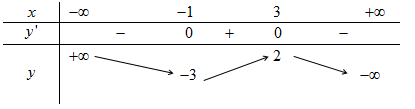 x −∞ −1 3 +∞
y' − 0 + 0 −
+∞ 2
y
−3 −∞